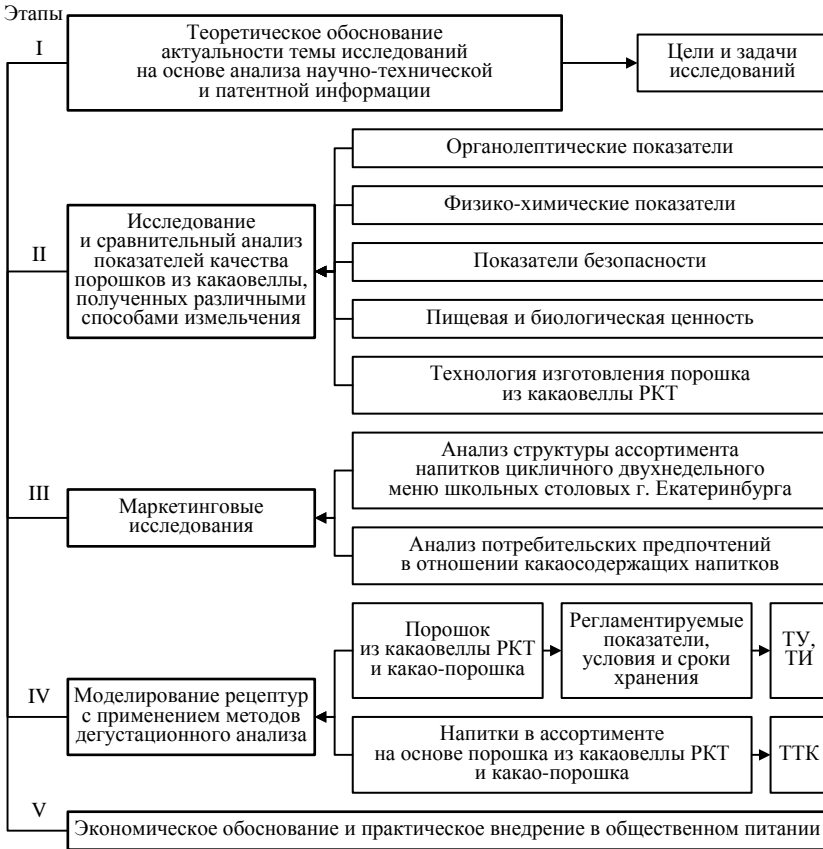 Этапы
I
Теоретическое обоснование
актуальности темы исследований
на основе анализа научно-технической
и патентной информации
Цели и задачи
исследований
II
Исследование
и сравнительный анализ
показателей качества
порошков из какаовеллы,
полученных различными
способами измельчения
Органолептические показатели
Физико-химические показатели
Показатели безопасности
Пищевая и биологическая ценность
Технология изготовления порошка
из какаовеллы РКТ
III
Маркетинговые
исследования
Анализ структуры ассортимента
напитков цикличного двухнедельного
меню школьных столовых г. Екатеринбурга
Анализ потребительских предпочтений
в отношении какаосодержащих напитков
IV
Моделирование рецептур
с применением методов
дегустационного анализа
Порошок
из какаовеллы РКТ
и какао-порошка
Регламентируемые
показатели,
условия и сроки
хранения
ТУ,
ТИ
Напитки в ассортименте
на основе порошка из какаовеллы РКТ
и какао-порошка
ТТК
V
Экономическое обоснование и практическое внедрение в общественном питании